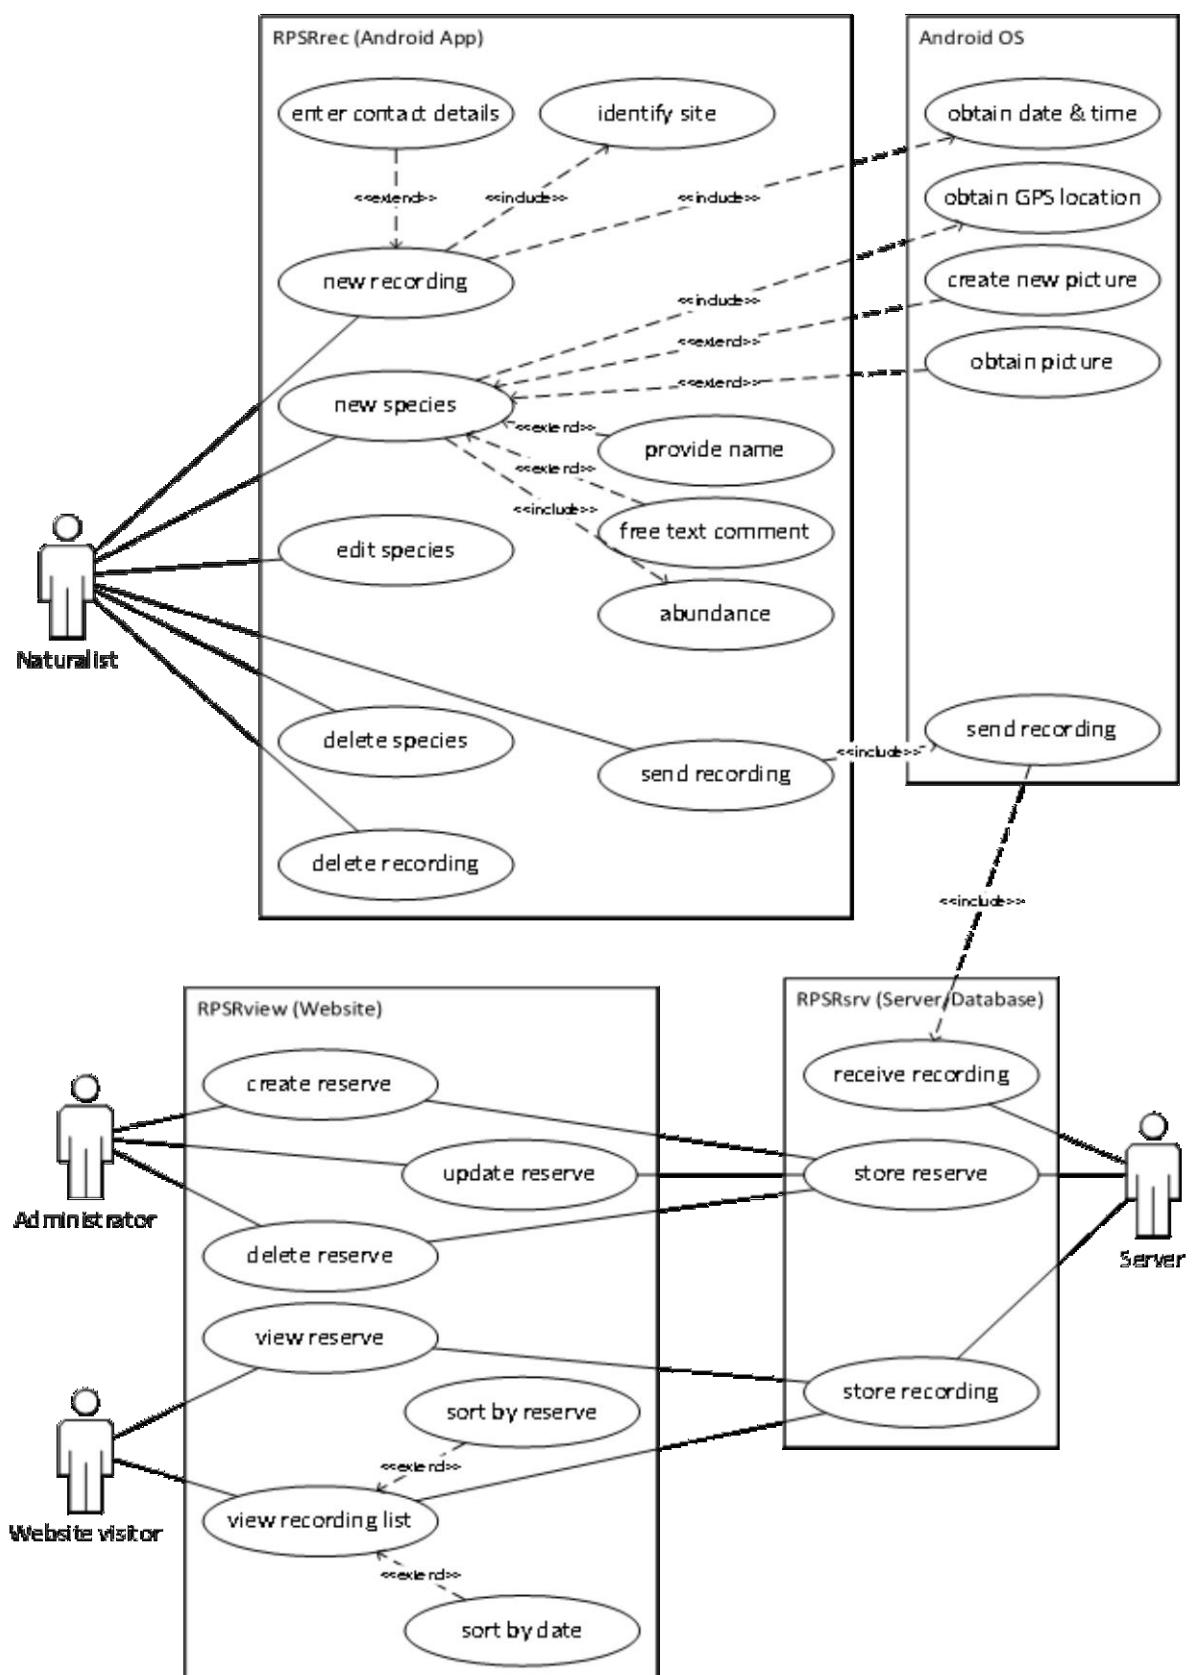 RPSRrec (Android App)
Android OS
enter contact details
identify site
obtain date & time
<<extend>>
<<include>>
<<include>>
obtain GPS location
new recording
create new picture
<<include>>
<<extend>>
obtain picture
<<extend>>
new species
<<extend>>
provide name
<<extend>>
<<include>>
free text comment
edit species
abundance
Naturalist
delete species
send recording
<<include>>
send recording
delete recording
<<include>>
RPSRview (Website)
RPSRsrv (Server/Database)
create reserve
receive recording
update reserve
store reserve
Administrator
delete reserve
Server
view reserve
store recording
sort by reserve
<<extend>>
view recording list
Website visitor
<<extend>>
sort by date